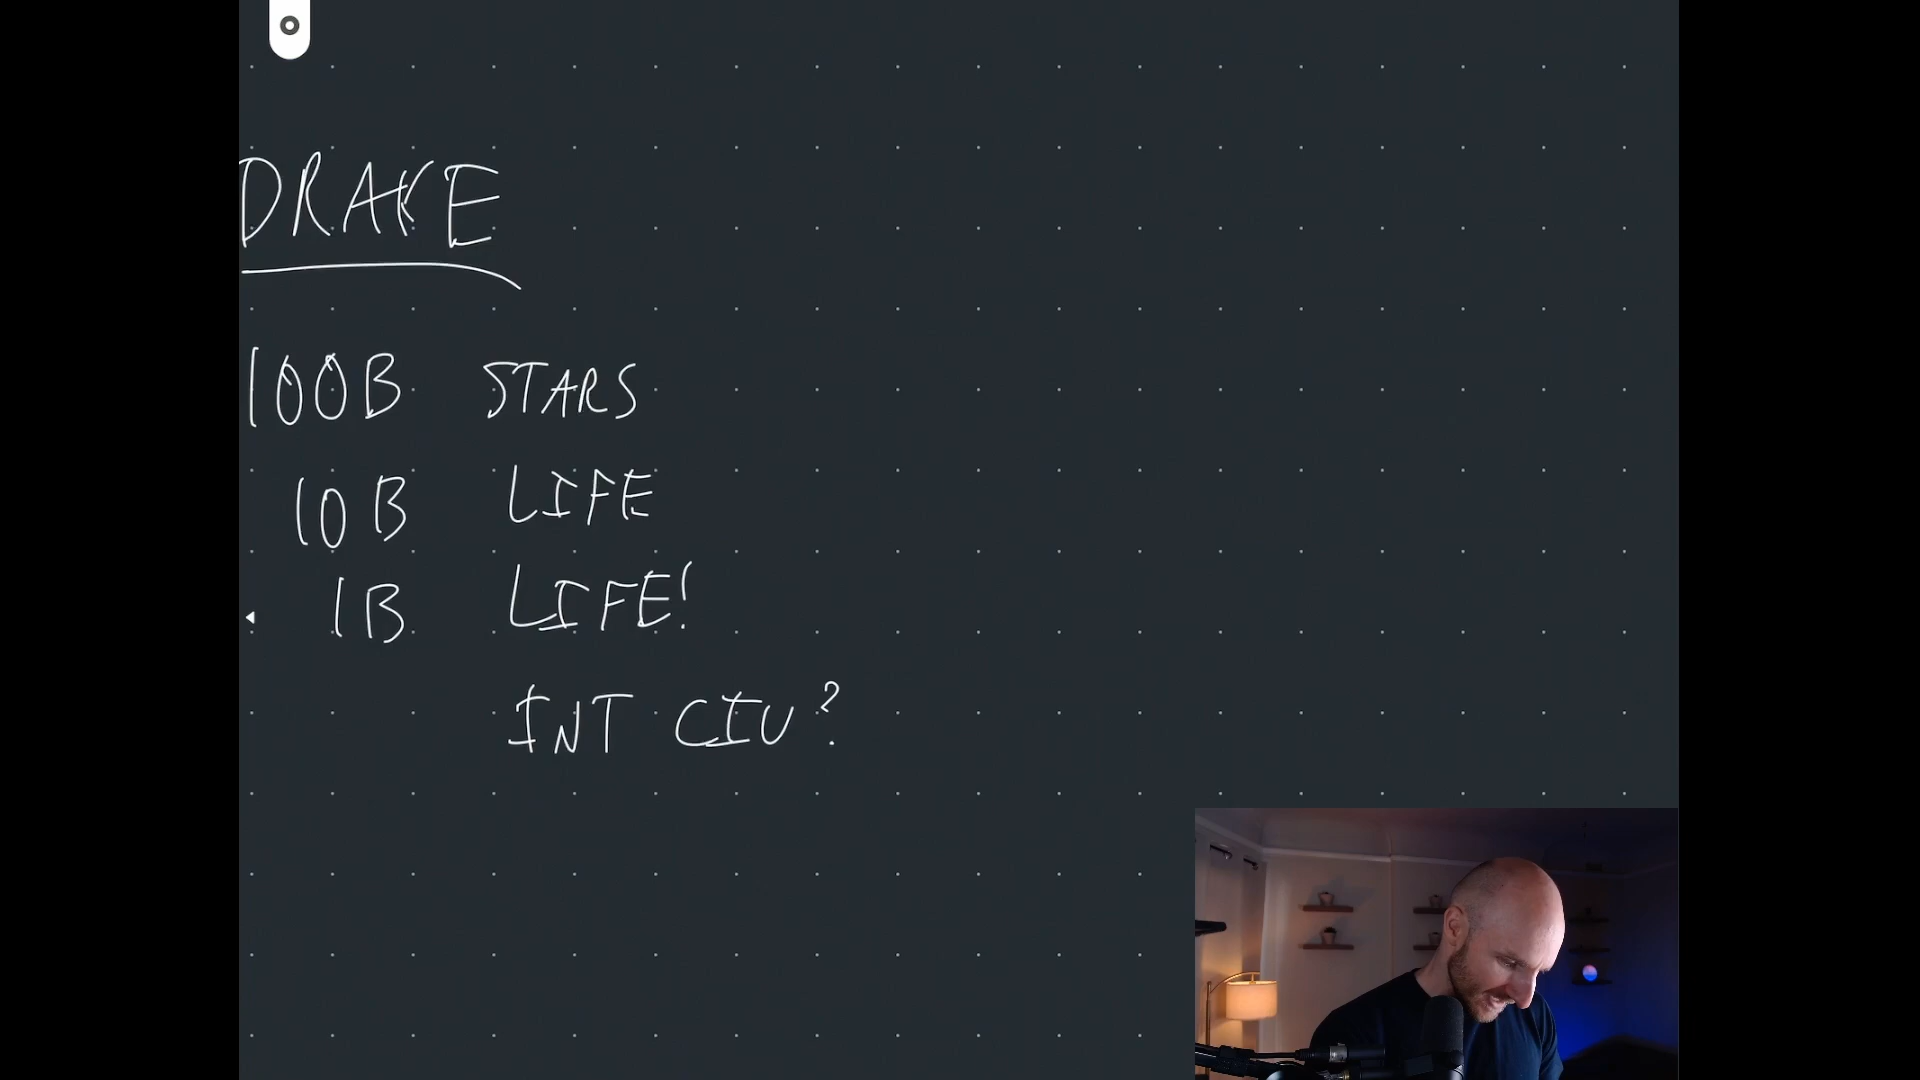 DRAKE
100B STARS
10B LIFE
1B LIFE!
INT CIV?